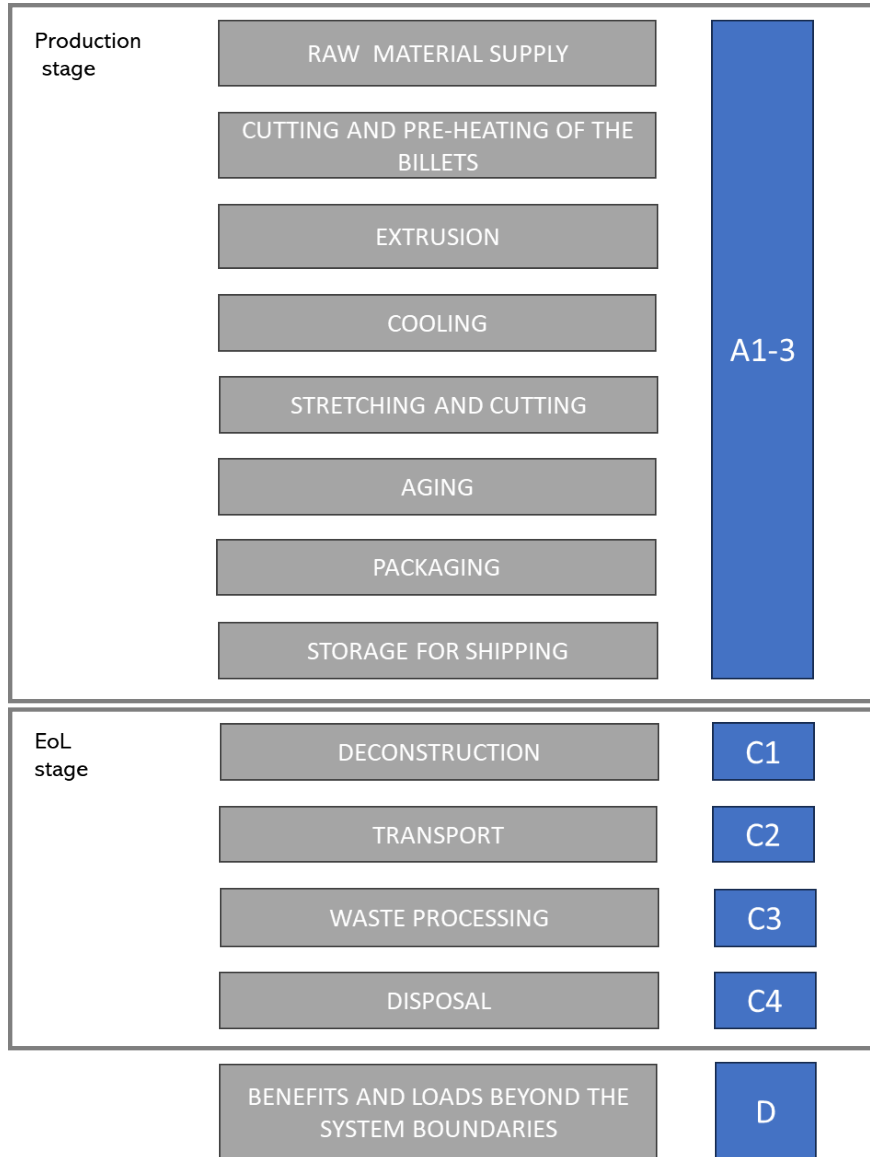 Production
stage
RAW MATERIAL SUPPLY
CUTTING AND PRE-HEATING OF THE
BILLETS
EXTRUSION
COOLING
STRETCHING AND CUTTING
AGING
PACKAGING
STORAGE FOR SHIPPING
A1-3
EoL
stage
DECONSTRUCTION
C1
TRANSPORT
C2
WASTE PROCESSING
C3
DISPOSAL
C4
BENEFITS AND LOADS BEYOND THE
SYSTEM BOUNDARIES
D